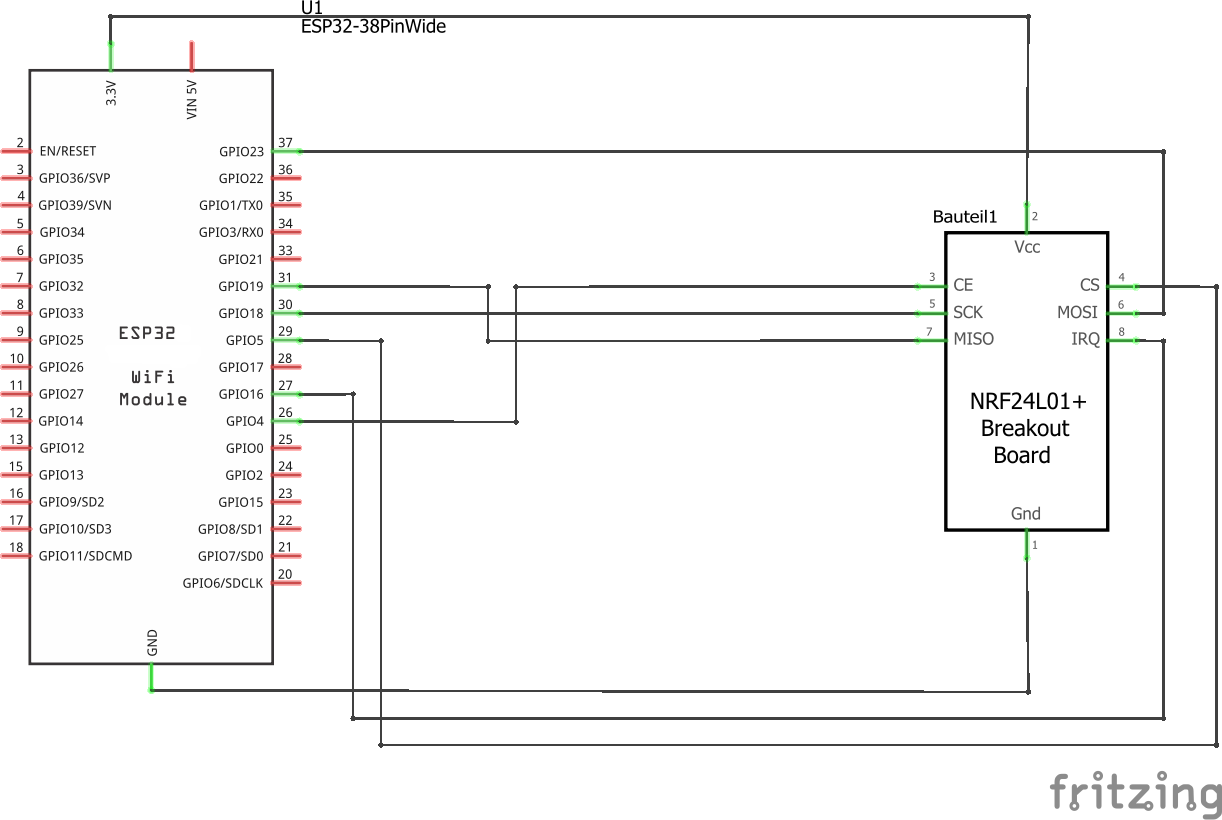 U1
ESP32-38PinWide
3.3V
VIN 5V
2 EN/RESET
3 GPIO36/SVP
4 GPIO39/SVN
5 GPIO34
6 GPIO35
7 GPIO32
8 GPIO33
9 GPIO25
10 GPIO26
11 GPIO27
12 GPIO14
13 GPIO12
15 GPIO13
16 GPIO9/SD2
17 GPIO10/SD3
18 GPIO11/SDCMD
ESP32
WiFi
Module
GPIO23 37
GPIO22 36
GPIO1/TX0 35
GPIO3/RX0 34
GPIO21 33
GPIO19 31
GPIO18 30
GPIO5 29
GPIO17 28
GPIO16 27
GPIO4 26
GPIO0 25
GPIO2 24
GPIO15 23
GPIO8/SD1 22
GPIO7/SD0 21
GPIO6/SDCLK 20
GND
Bauteil1
2
Vcc
3 CE
5 SCK
7 MISO
CS 4
MOSI 6
IRQ 8
NRF24L01+
Breakout
Board
Gnd
1
fritzing